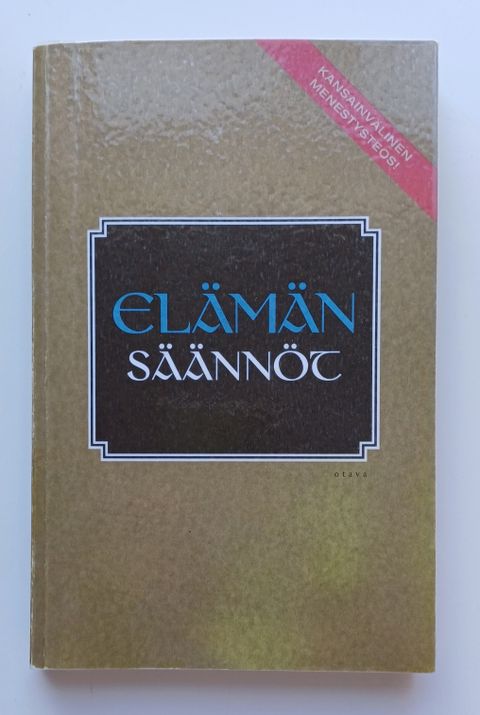 KANSAINVÄLINEN
MENESTYSTEOS!
ELÄMÄN
SÄÄNNÖT
otava